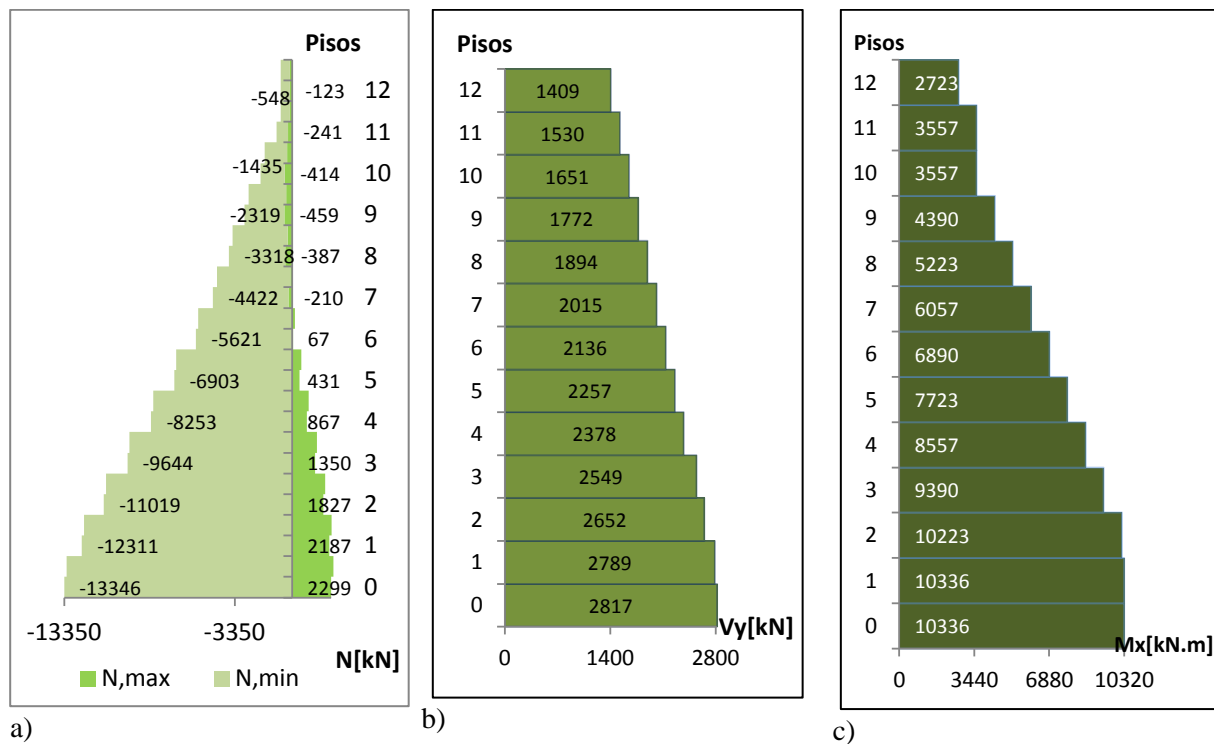 Pisos
-548 -123 12
-241 11
-1435 -414 10
-2319 -459 9
-3318 -387 8
-4422 -210 7
-5621 67 6
-6903 431 5
-8253 867 4
-9644 1350 3
-11019 1827 2
-12311 2187 1
-13346 2299 0
-13350 -3350
N[kN]
N,max N,min
a)
Pisos
12 1409
11 1530
10 1651
9 1772
8 1894
7 2015
6 2136
5 2257
4 2378
3 2549
2 2652
1 2789
0 2817
Vy[kN]
0 1400 2800
b)
Pisos
12 2723
11 3557
10 3557
9 4390
8 5223
7 6057
6 6890
5 7723
4 8557
3 9390
2 10223
1 10336
0 10336
Mx[kN.m]
0 3440 6880 10320
c)